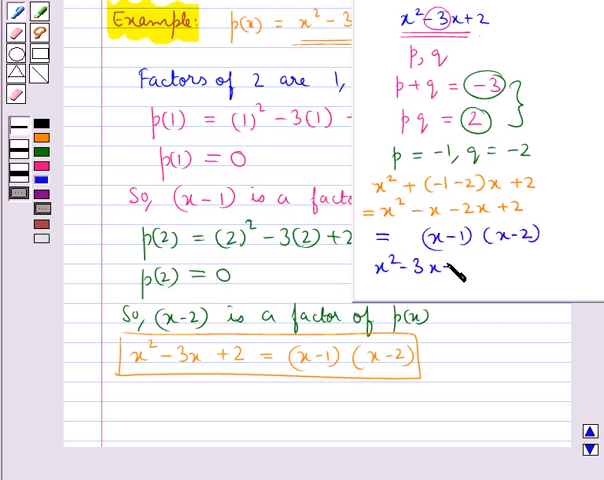 Example: p(x) = x² - 3
Factors of 2 are 1,
p(1) = (1)² - 3(1) -
p(1) = 0
So, (x-1) is a fact
p(2) = (2)² - 3(2) + 2
p(2) = 0
So, (x-2) is a factor of p(x)
x² - 3x + 2 = (x-1) (x-2)
x² - 3x + 2
p, q
p + q = -3
pq = 2
p = -1, q = -2
x² + (-1-2)x + 2
= x² - x - 2x + 2
= (x-1) (x-2)
x² - 3x